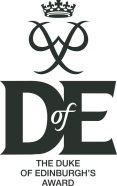 DofE
THE DUKE
OF EDINBURGH'S
AWARD